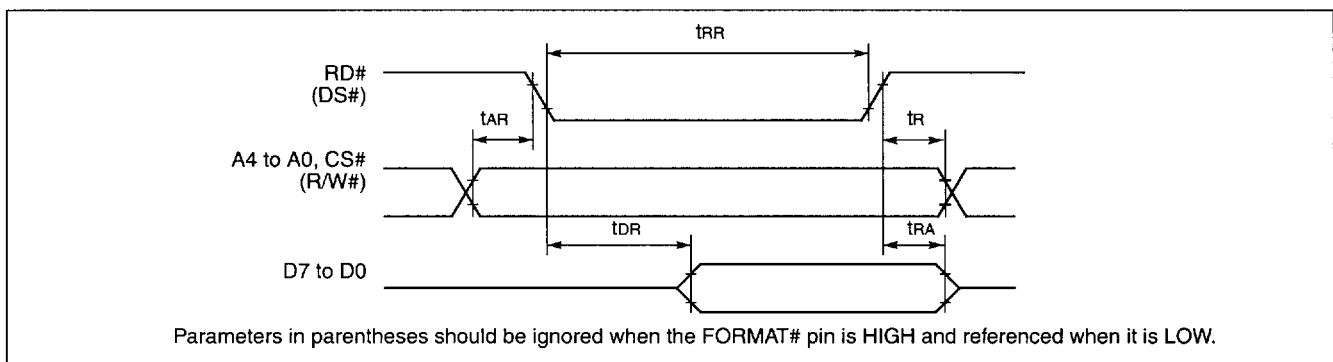 tRR
RD#
(DS#)
tAR
tR
A4 to A0, CS#
(R/W#)
tDR
tRA
D7 to D0
Parameters in parentheses should be ignored when the FORMAT# pin is HIGH and referenced when it is LOW.